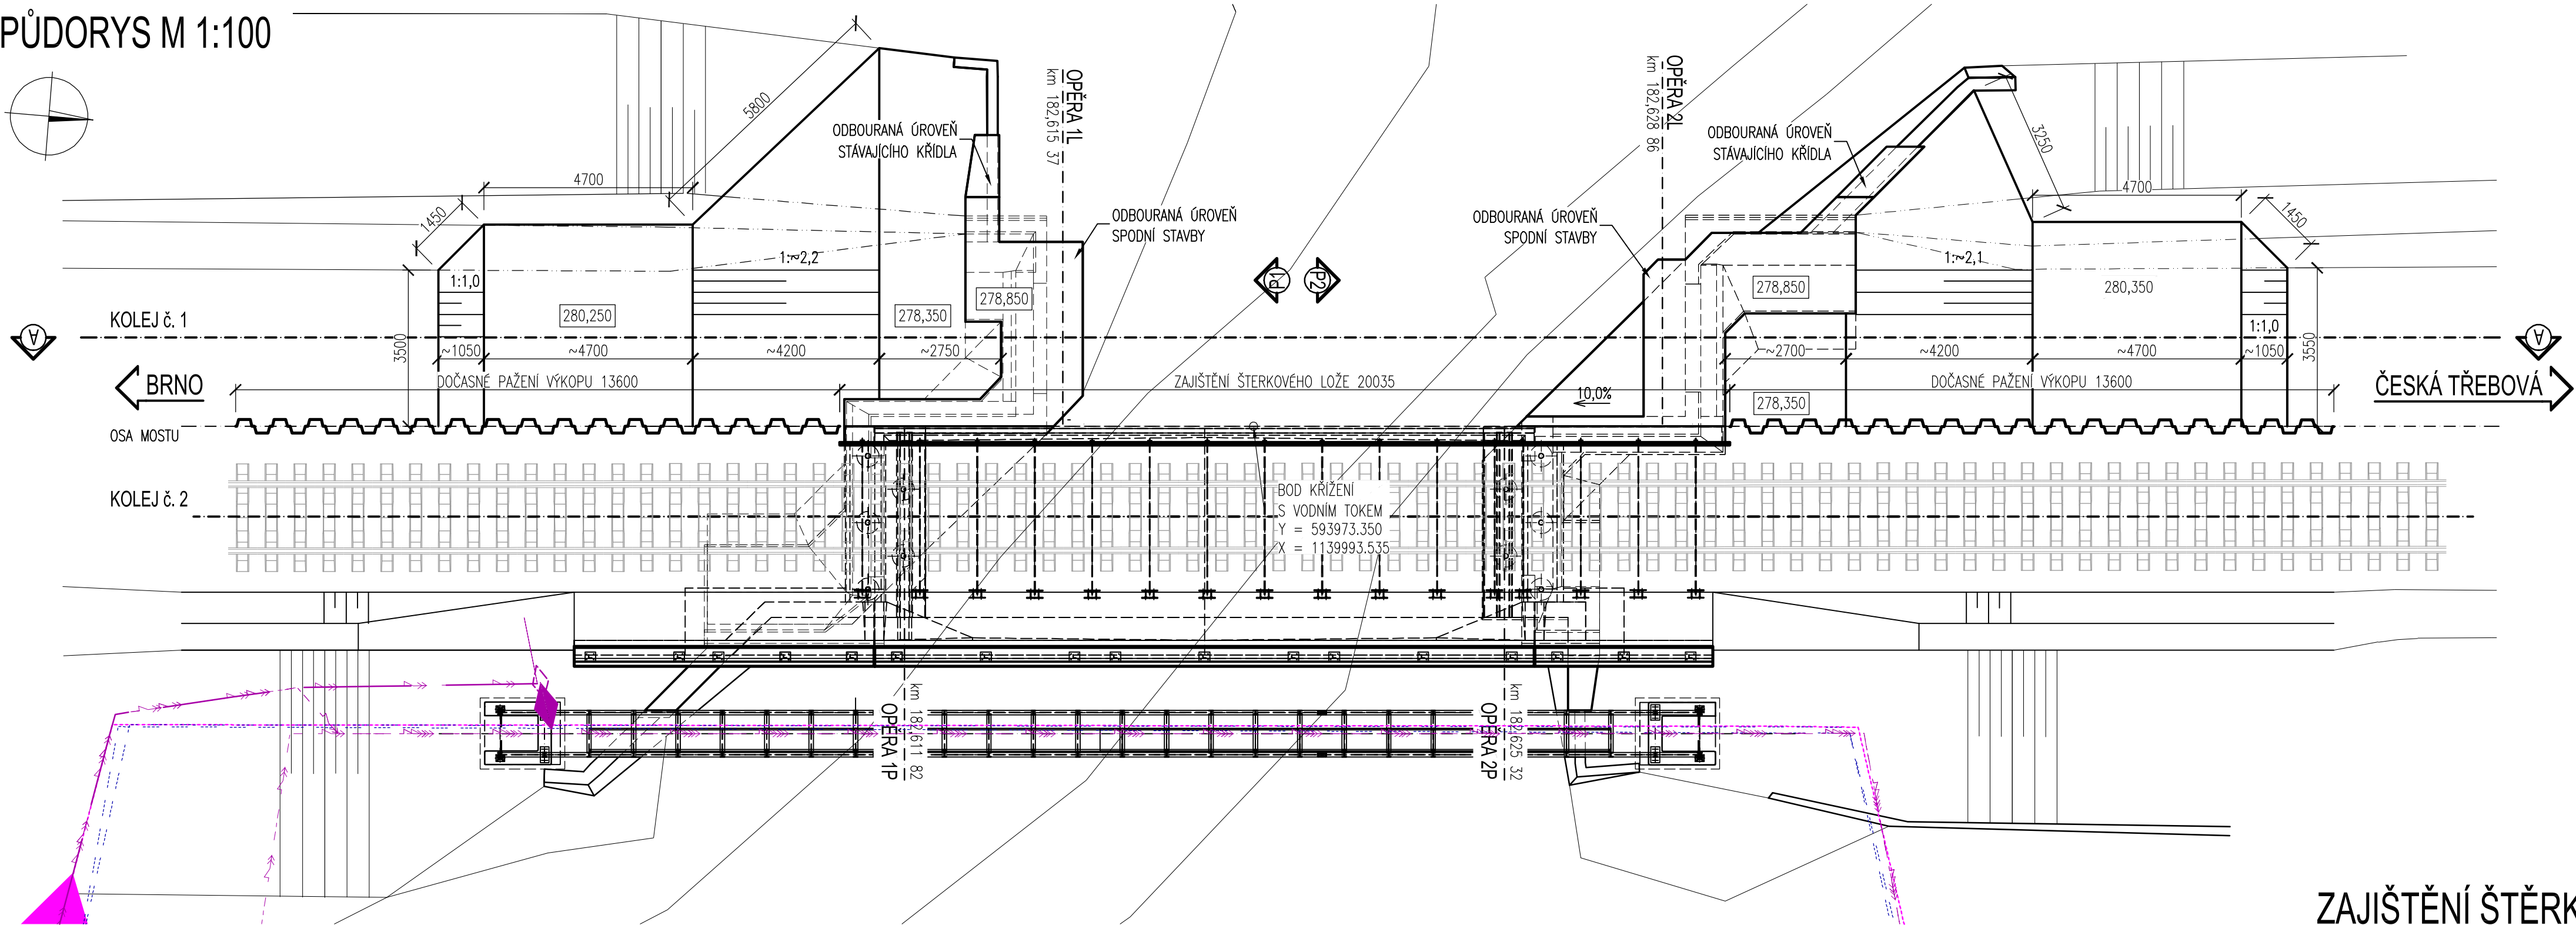 PŮDORYS M 1:100
5800
4700
1450
3500
1:1,0
280,250
1:~2,2
278,350
278,850
ODBOURANÁ ÚROVEŇ
STÁVAJÍCÍHO KŘÍDLA
OPĚRA 1L
km 182,615 37
ODBOURANÁ ÚROVEŇ
SPODNÍ STAVBY
P1
P2
OPĚRA 2L
km 182,628 86
ODBOURANÁ ÚROVEŇ
STÁVAJÍCÍHO KŘÍDLA
ODBOURANÁ ÚROVEŇ
SPODNÍ STAVBY
3250
4700
1450
278,850
1:~2,1
280,350
1:1,0
3550
KOLEJ č. 1
A
A
~1050
~4700
~4200
~2750
~2700
~4200
~4700
~1050
BRNO
DOČASNÉ PAŽENÍ VÝKOPU 13600
ZAJIŠTĚNÍ ŠTERKOVÉHO LOŽE 20035
DOČASNÉ PAŽENÍ VÝKOPU 13600
ČESKÁ TŘEBOVÁ
10,0%
278,350
OSA MOSTU
KOLEJ č. 2
BOD KŘÍŽENÍ
S VODNÍM TOKEM
Y = 593973.350
X = 1139993.535
OPĚRA 1P
km 182,611 82
OPĚRA 2P
km 182,625 32
ZAJIŠTĚNÍ ŠTĚRK